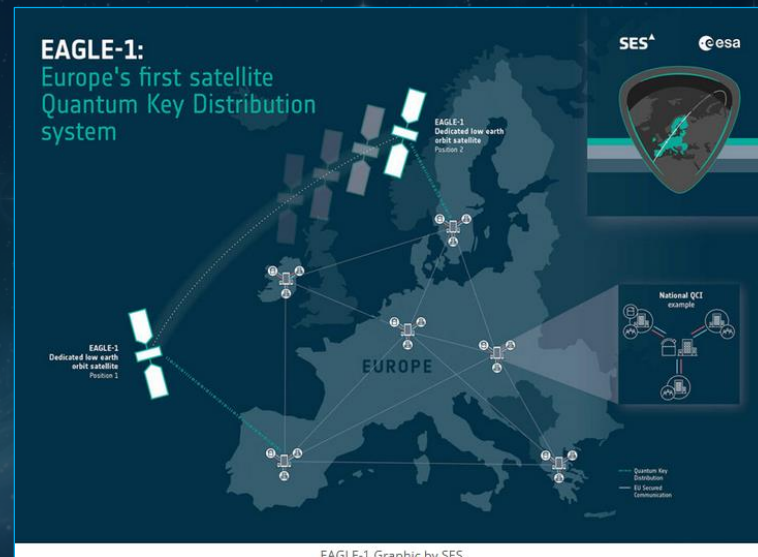 EAGLE-1:
Europe's first satellite
Quantum Key Distribution
system
SES
esa
EAGLE-1
Dedicated low earth
orbit satellite
Position 2
EAGLE-1
Dedicated low earth
orbit satellite
Position 1
EUROPE
National QCI
example
Quantum Key
Distribution
EU Secured
Communication
EAGLE-1 Graphic by SES